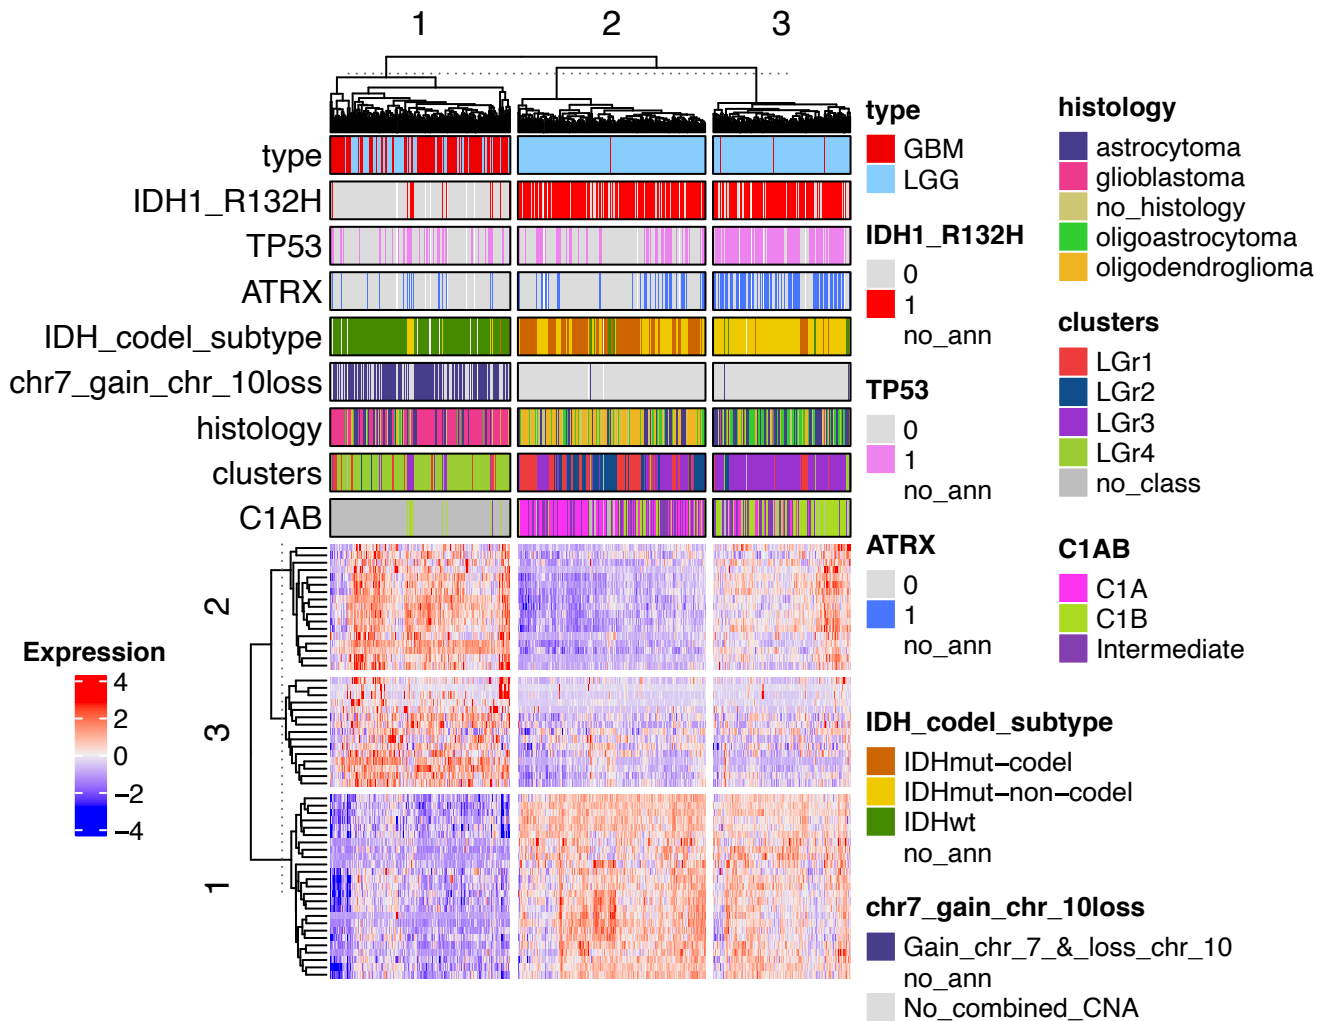 1 2 3
type
IDH1_R132H
TP53
ATRX
IDH_codel_subtype
chr7_gain_chr_10loss
histology
clusters
C1AB
2
3
1
Expression
4
2
0
−2
−4
type
GBM
LGG
IDH1_R132H
0
1
no_ann
TP53
0
1
no_ann
ATRX
0
1
no_ann
IDH_codel_subtype
IDHmut−codel
IDHmut−non−codel
IDHwt
no_ann
chr7_gain_chr_10loss
Gain_chr_7_&_loss_chr_10
no_ann
No_combined_CNA
histology
astrocytoma
glioblastoma
no_histology
oligoastrocytoma
oligodendroglioma
clusters
LGr1
LGr2
LGr3
LGr4
no_class
C1AB
C1A
C1B
Intermediate